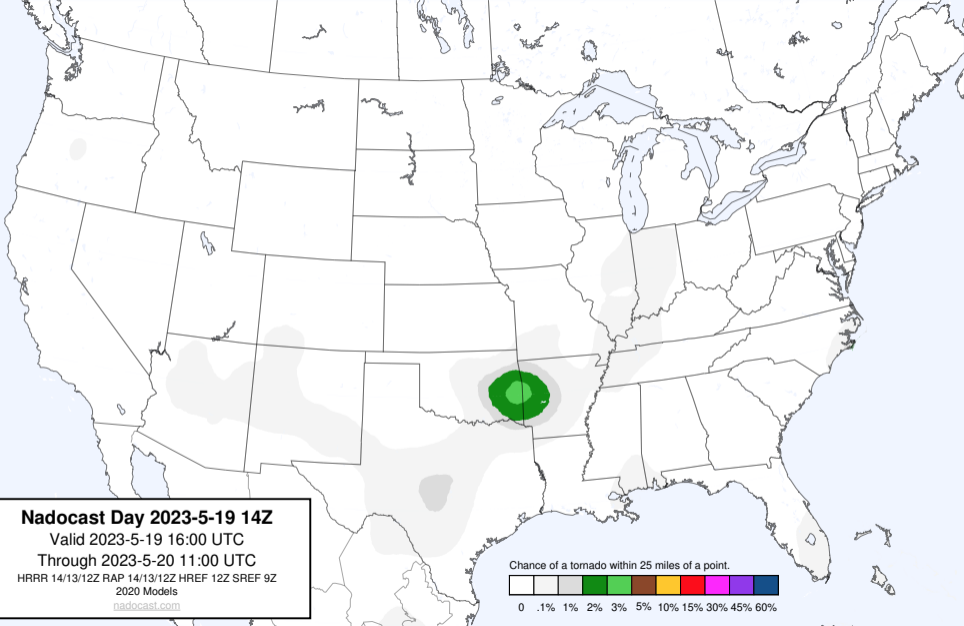 Nadocast Day 2023-5-19 14Z
Valid 2023-5-19 16:00 UTC
Through 2023-5-20 11:00 UTC
HRRR 14/13/12Z RAP 14/13/12Z HREF 12Z SREF 9Z
2020 Models
nadocast.com
Chance of a tornado within 25 miles of a point.
0 .1% 1% 2% 3% 5% 10% 15% 30% 45% 60%